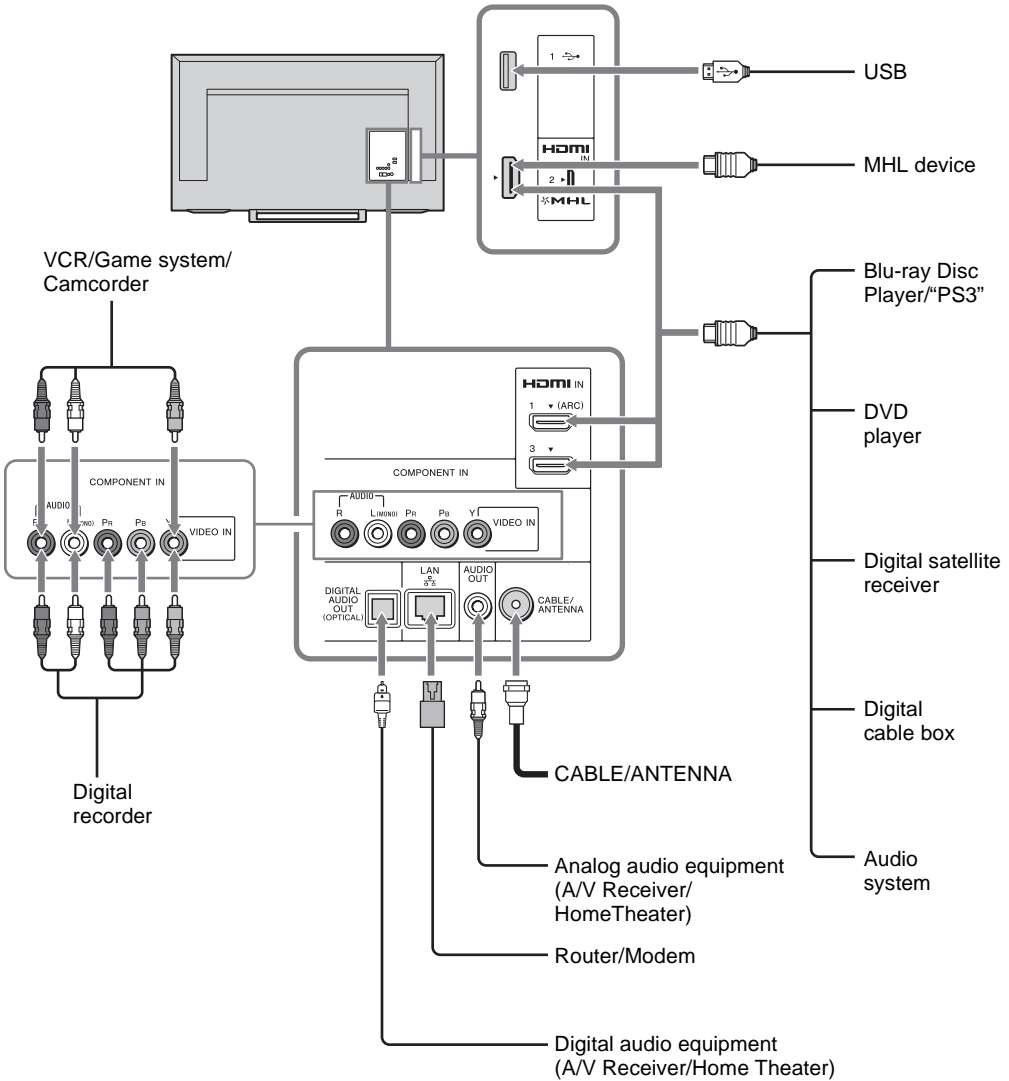 1
HDMI
IN
2
MHL
USB
MHL device
VCR/Game system/
Camcorder
Blu-ray Disc
Player/“PS3”
HDMI IN
1 (ARC)
3
DVD
player
COMPONENT IN
AUDIO
VIDEO IN
COMPONENT IN
AUDIO
R L (MONO) PR PB Y
VIDEO IN
DIGITAL
AUDIO
OUT
(OPTICAL)
LAN
AUDIO
OUT
CABLE/
ANTENNA
Digital satellite
receiver
Digital
cable box
Digital
recorder
CABLE/ANTENNA
Audio
system
Analog audio equipment
(A/V Receiver/
HomeTheater)
Router/Modem
Digital audio equipment
(A/V Receiver/Home Theater)